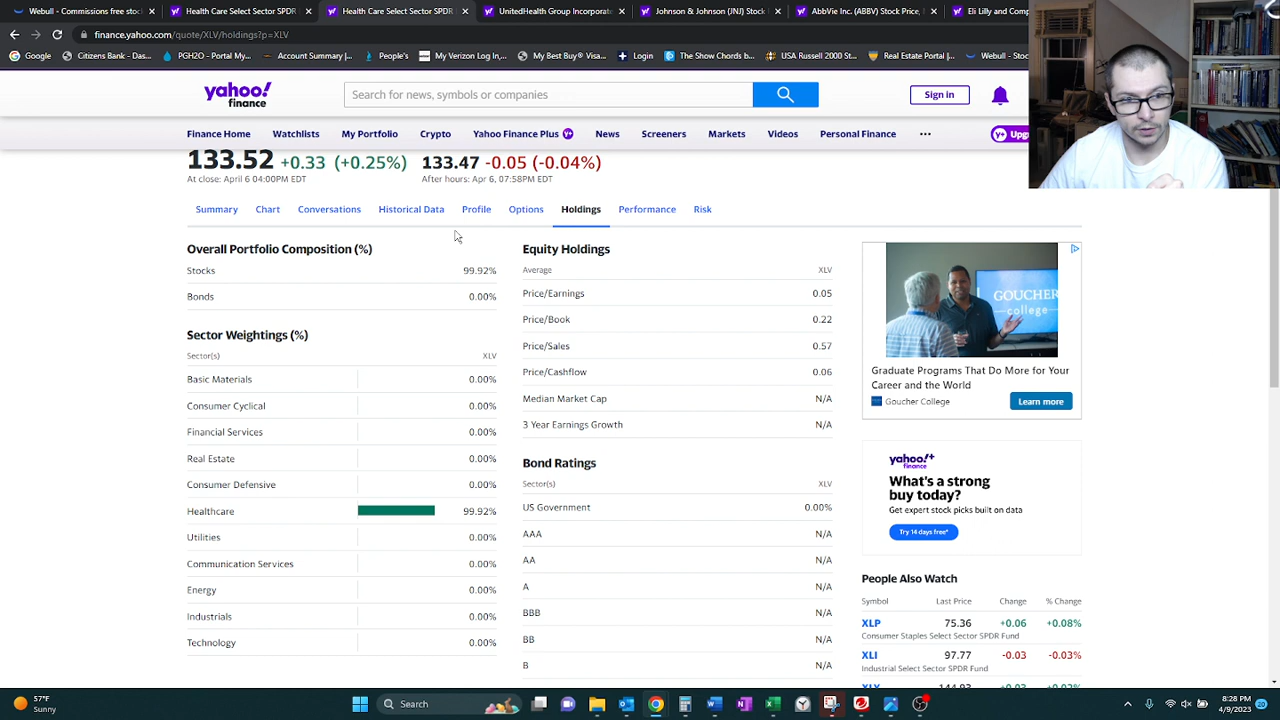 Webull - Stock Quo
SPDR Select Sec
SPDR Select Sec
UnitedHealth Group Inco
Johnson & Johnson (JNJ) Stock
AbbVie Inc. (ABBV) Stock
Eli and Comp
finance.yahoo.com/quote/XLV/holdings?p=XLV
Google
Citizens Bank - Das...
PGH2O - My Portal
Account Summary |...
People's
My Verizon Log In,...
My Best Buy® Visa...
Login
The Show Chords b...
USA Russell 2000 St
Real Estate Portal |...
Webull - Stoc
yahoo!
finance
Search for news, symbols or companies
Sign in
Finance Home
Watchlists
My Portfolio
Crypto
Yahoo Finance Plus
News
Screeners
Markets
Videos
Personal Finance
...
Upg
133.52 +0.33 (+0.25%)
133.47 -0.05 (-0.04%)
At close: April 6 04:00PM EDT
After hours: Apr 6, 07:58PM EDT
Summary
Chart
Conversations
Historical Data
Profile
Options
Holdings
Performance
Risk
Overall Portfolio Composition (%)
Stocks 99.92%
Bonds 0.00%
Sector Weightings (%)
Sector(s) XLV
Basic Materials 0.00%
Consumer Cyclical 0.00%
Financial Services 0.00%
Real Estate 0.00%
Consumer Defensive 0.00%
Healthcare 99.92%
Utilities 0.00%
Communication Services 0.00%
Energy 0.00%
Industrials 0.00%
Technology 0.00%
Equity Holdings
Average XLV
Price/Earnings 0.05
Price/Book 0.22
Price/Sales 0.57
Price/Cashflow 0.06
Median Market Cap N/A
3 Year Earnings Growth N/A
Bond Ratings
Sector(s) XLV
US Government 0.00%
AAA N/A
AA N/A
A N/A
BBB N/A
BB N/A
B N/A
GOUCHER
college
Graduate Programs That Do More for Your
Career and the World
Goucher College
Learn more
yahoo!+
finance
What's a strong
buy today?
Get expert stock picks built on data
Try 14 days free*
People Also Watch
Symbol Last Price Change % Change
XLP 75.36 +0.06 +0.08%
Consumer Staples Select Sector SPDR Fund
XLI 97.77 -0.03 -0.03%
Industrial Select Sector SPDR Fund
57°F
Sunny
Search
8:28 PM
4/9/2023